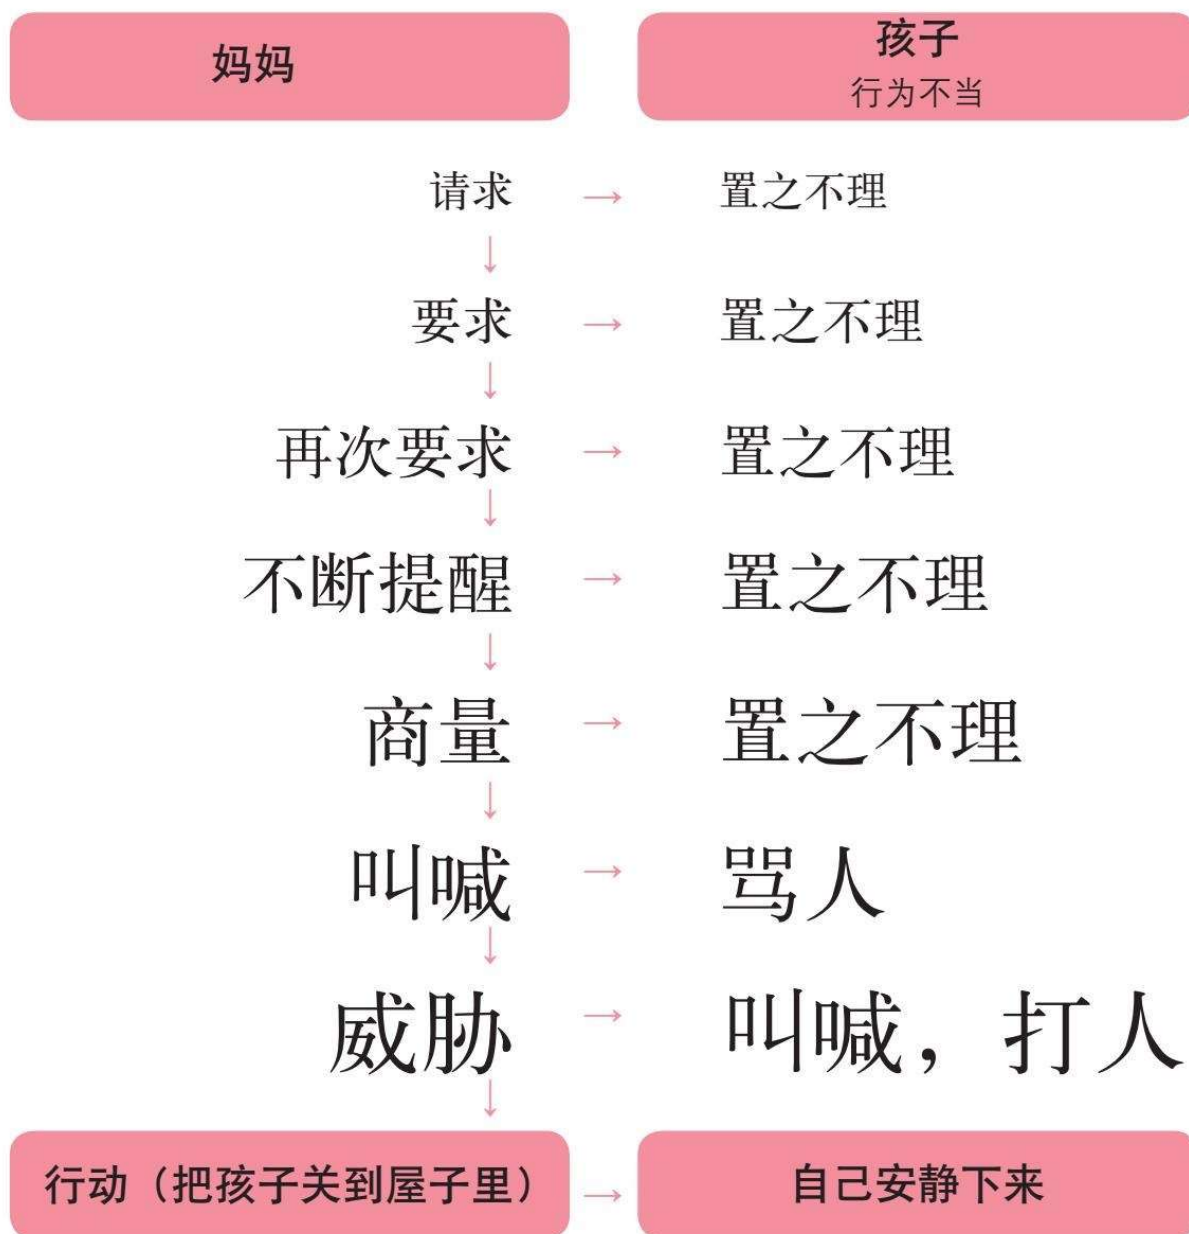 妈妈
孩子
行为不当
请求 → 置之不理
↓
要求 → 置之不理
↓
再次要求 → 置之不理
↓
不断提醒 → 置之不理
↓
商量 → 置之不理
↓
叫喊 → 骂人
↓
威胁 → 叫喊，打人
↓
行动（把孩子关到屋子里） → 自己安静下来